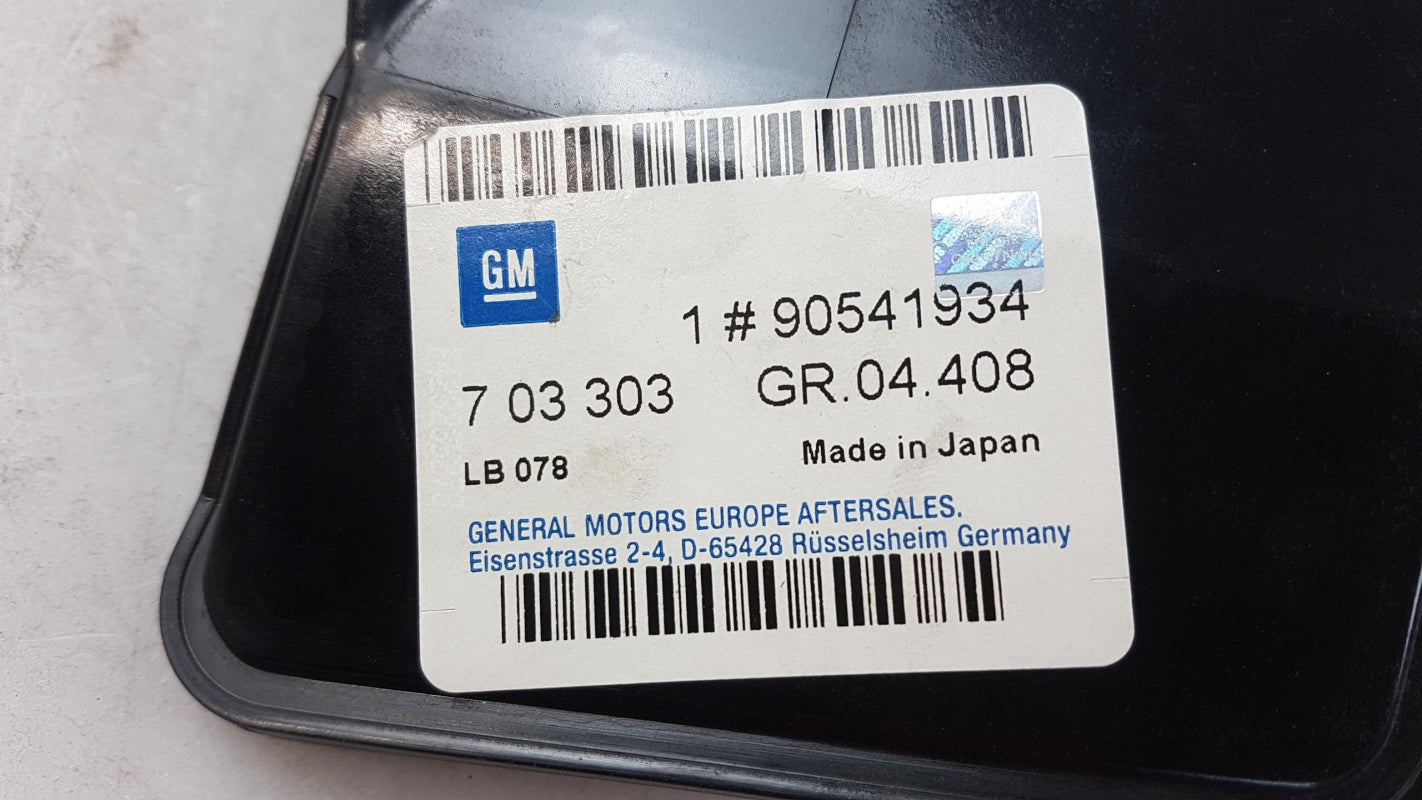 GM
1 # 90541934
7 03 303 GR.04.408
LB 078 Made in Japan
GENERAL MOTORS EUROPE AFTERSALES.
Eisenstrasse 2-4, D-65428 Rüsselsheim Germany